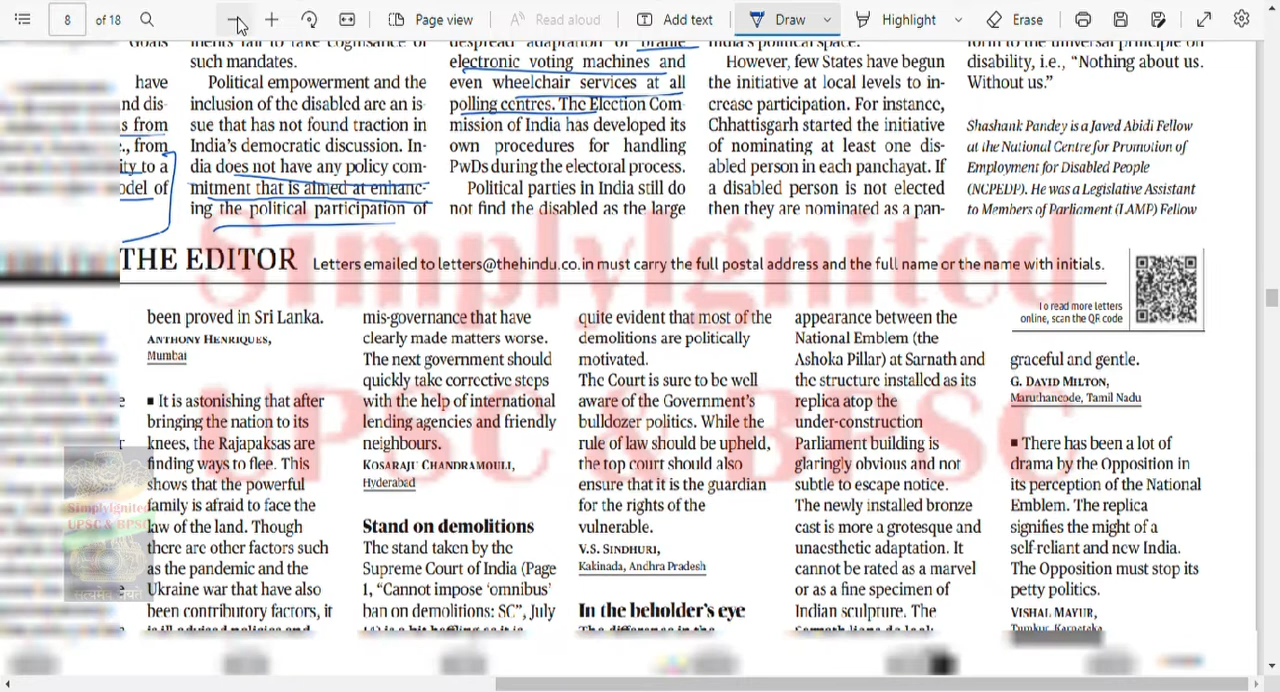 8 of 18
Page view
Read aloud
Add text
Draw
Highlight
Erase
have
nd dis-
s from
., from
ity to a
odel of
such mandates.
Political empowerment and the
inclusion of the disabled are an is-
sue that has not found traction in
India's democratic discussion. In-
dia does not have any policy com-
mitment that is aimed at enhanc-
ing the political participation of
electronic voting machines and
even wheelchair services at all
polling centres. The Election Com-
mission of India has developed its
own procedures for handling
PwDs during the electoral process.
Political parties in India still do
not find the disabled as the large
India's political space.
However, few States have begun
the initiative at local levels to in-
crease participation. For instance,
Chhattisgarh started the initiative
of nominating at least one dis-
abled person in each panchayat. If
a disabled person is not elected
then they are nominated as a pan-
disability, i.e., “Nothing about us.
Without us.”
Shashank Pandey is a Javed Abidi Fellow
at the National Centre for Promotion of
Employment for Disabled People
(NCPEDP). He was a Legislative Assistant
to Members of Parliament (LAMP) Fellow
THE EDITOR Letters emailed to letters@thehindu.co.in must carry the full postal address and the full name or the name with initials.
To read more letters
online, scan the QR code
been proved in Sri Lanka.
ANTHONY HENRIQUES,
Mumbai
■ It is astonishing that after
bringing the nation to its
knees, the Rajapaksas are
finding ways to flee. This
shows that the powerful
family is afraid to face the
law of the land. Though
there are other factors such
as the pandemic and the
Ukraine war that have also
been contributory factors, it
mis-governance that have
clearly made matters worse.
The next government should
quickly take corrective steps
with the help of international
lending agencies and friendly
neighbours.
KOSARAJU CHANDRAMOULI,
Hyderabad
Stand on demolitions
The stand taken by the
Supreme Court of India (Page
1, “Cannot impose ‘omnibus’
ban on demolitions: SC”, July
quite evident that most of the
demolitions are politically
motivated.
The Court is sure to be well
aware of the Government's
bulldozer politics. While the
rule of law should be upheld,
the top court should also
ensure that it is the guardian
for the rights of the
vulnerable.
V.S. SINDHURI,
Kakinada, Andhra Pradesh
In the beholder's eye
appearance between the
National Emblem (the
Ashoka Pillar) at Sarnath and
the structure installed as its
replica atop the
under-construction
Parliament building is
glaringly obvious and not
subtle to escape notice.
The newly installed bronze
cast is more a grotesque and
unaesthetic adaptation. It
cannot be rated as a marvel
or as a fine specimen of
Indian sculpture. The
graceful and gentle.
G. DAVID MILTON,
Maruthancode, Tamil Nadu
■ There has been a lot of
drama by the Opposition in
its perception of the National
Emblem. The replica
signifies the might of a
self-reliant and new India.
The Opposition must stop its
petty politics.
VISHAL MAYUR,
Tumkur, Karnataka
SimplyIgnited
UPSC & BPSC
SimplyIgnited
UPSC & BPSC
सत्यमेव जयते